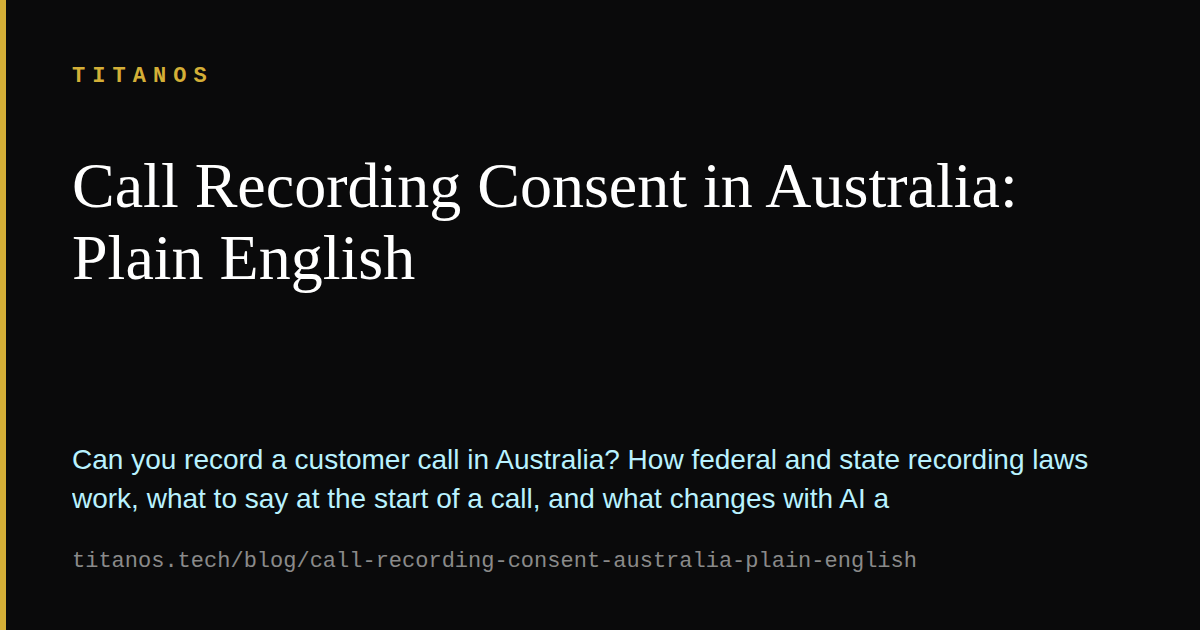 TITANOS
Call Recording Consent in Australia:
Plain English
Can you record a customer call in Australia? How federal and state recording laws
work, what to say at the start of a call, and what changes with AI a
titanos.tech/blog/call-recording-consent-australia-plain-english